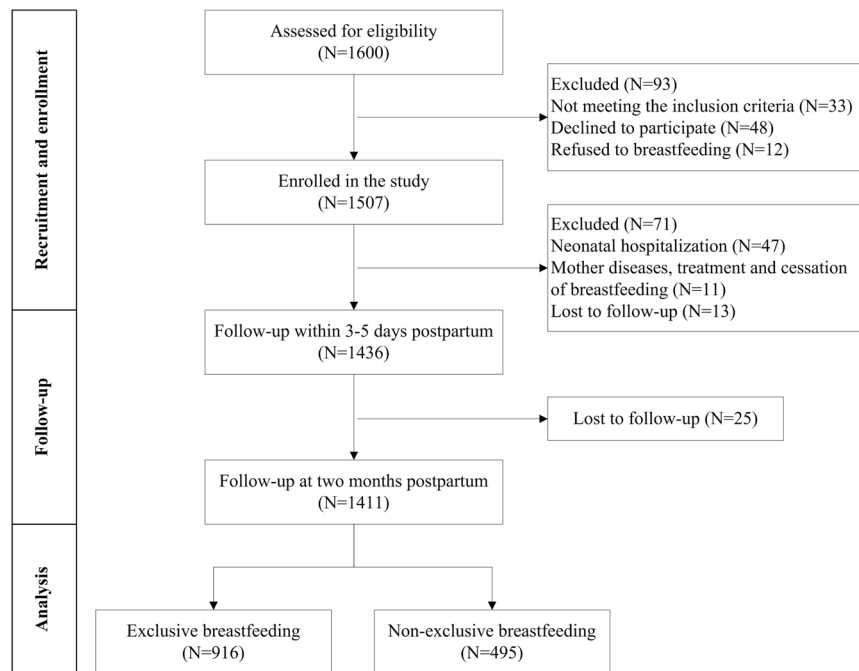 Recruitment and enrollment
Assessed for eligibility
(N=1600)
Excluded (N=93)
Not meeting the inclusion criteria (N=33)
Declined to participate (N=48)
Refused to breastfeeding (N=12)
Enrolled in the study
(N=1507)
Excluded (N=71)
Neonatal hospitalization (N=47)
Mother diseases, treatment and cessation
of breastfeeding (N=11)
Lost to follow-up (N=13)
Follow-up
Follow-up within 3-5 days postpartum
(N=1436)
Lost to follow-up (N=25)
Follow-up at two months postpartum
(N=1411)
Analysis
Exclusive breastfeeding
(N=916)
Non-exclusive breastfeeding
(N=495)